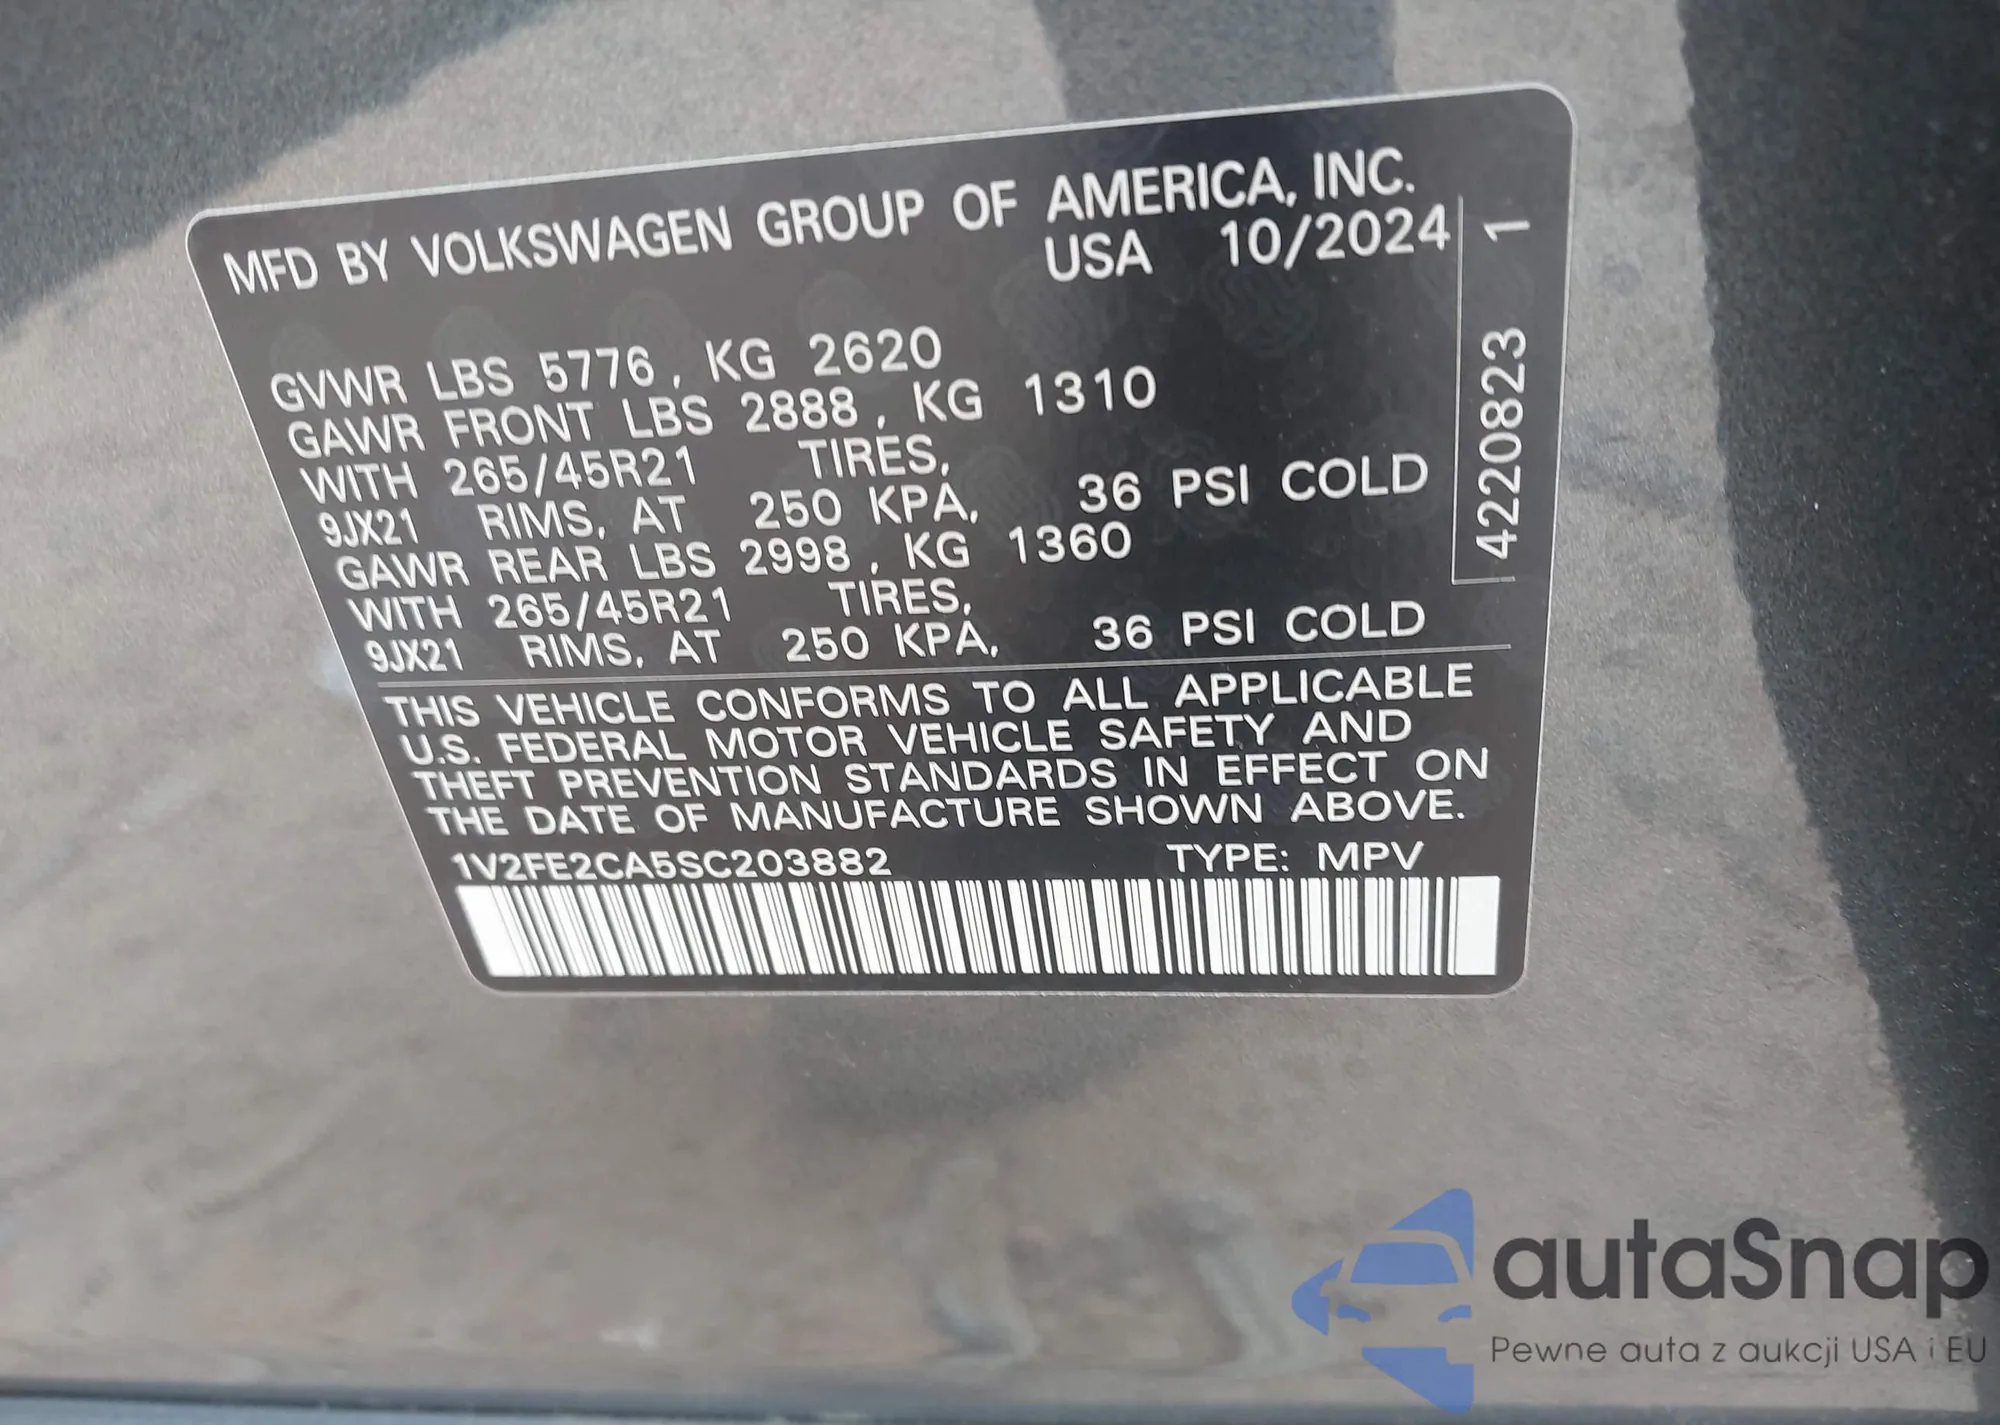 MFD BY VOLKSWAGEN GROUP OF AMERICA, INC.
USA 10/2024
GVWR LBS 5776, KG 2620
GAWR FRONT LBS 2888, KG 1310
WITH 265/45R21 TIRES,
9JX21 RIMS, AT 250 KPA, 36 PSI COLD
GAWR REAR LBS 2998, KG 1360
WITH 265/45R21 TIRES,
9JX21 RIMS, AT 250 KPA, 36 PSI COLD
42208231
THIS VEHICLE CONFORMS TO ALL APPLICABLE
U.S. FEDERAL MOTOR VEHICLE SAFETY AND
THEFT PREVENTION STANDARDS IN EFFECT ON
THE DATE OF MANUFACTURE SHOWN ABOVE.
1V2FE2CA5SC203882 TYPE: MPV
autaSnap
Pewne auta z aukcji USA i EU